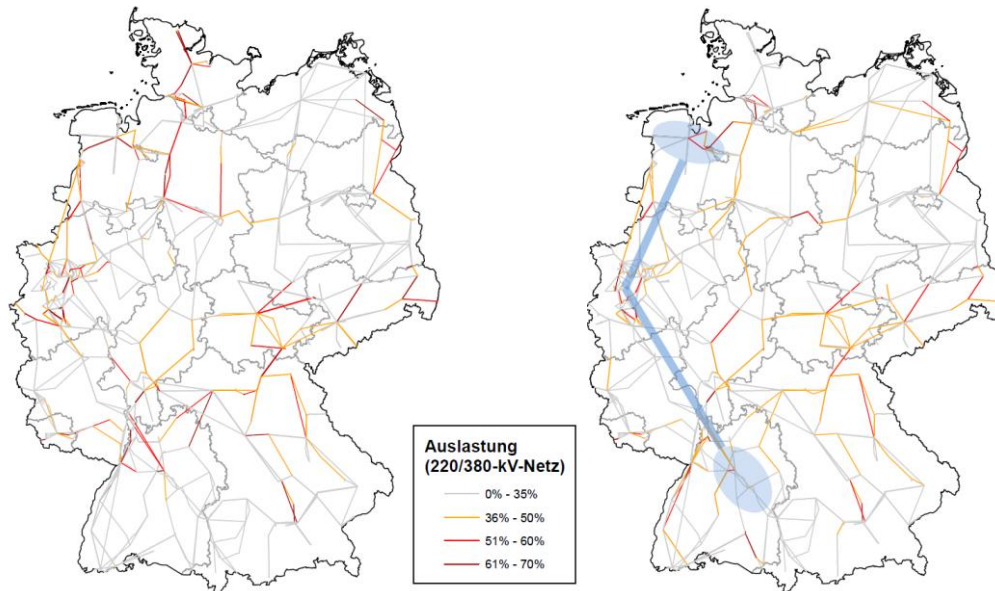 Auslastung
(220/380-kV-Netz)
0% - 35%
36% - 50%
51% - 60%
61% - 70%